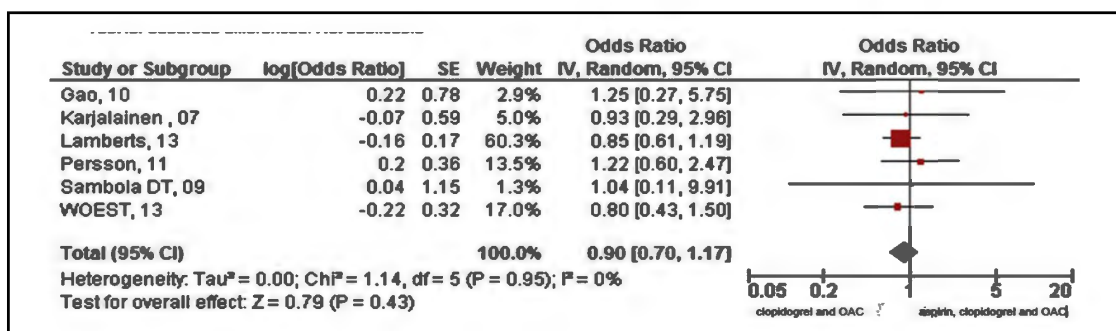 Odds Ratio Odds Ratio
Study or Subgroup log[Odds Ratio] SE Weight IV, Random, 95% CI IV, Random, 95% CI
Gao, 10 0.22 0.78 2.9% 1.25 [0.27, 5.75]
Karjalainen , 07 -0.07 0.59 5.0% 0.93 [0.29, 2.96]
Lamberts, 13 -0.16 0.17 60.3% 0.85 [0.61, 1.19]
Persson, 11 0.2 0.36 13.5% 1.22 [0.60, 2.47]
Sambola DT, 09 0.04 1.15 1.3% 1.04 [0.11, 9.91]
WOEST, 13 -0.22 0.32 17.0% 0.80 [0.43, 1.50]
Total (95% CI) 100.0% 0.90 [0.70, 1.17]
Heterogeneity: Tau² = 0.00; Chi² = 1.14, df = 5 (P = 0.95); I² = 0%
Test for overall effect: Z = 0.79 (P = 0.43)
0.05 0.2 1 5 20
clopidogrel and OAC aspirin, clopidogrel and OAC